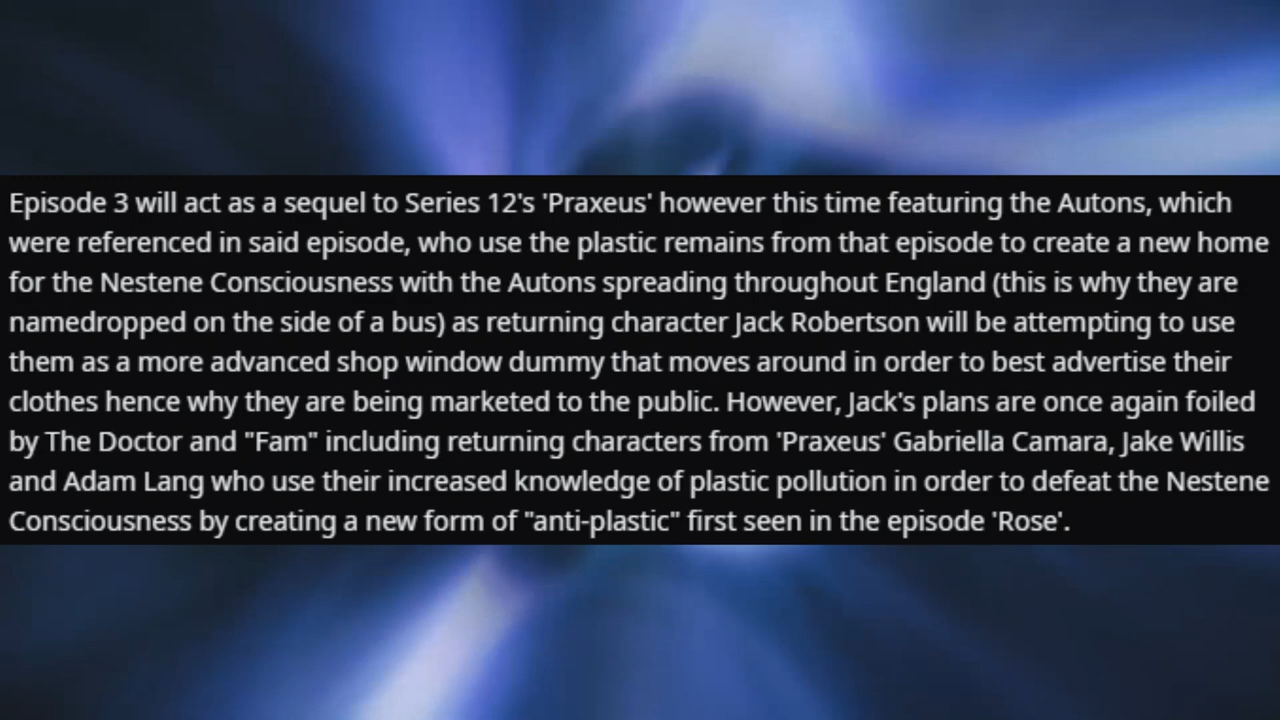 Episode 3 will act as a sequel to Series 12's 'Praxeus' however this time featuring the Autons, which
were referenced in said episode, who use the plastic remains from that episode to create a new home
for the Nestene Consciousness with the Autons spreading throughout England (this is why they are
namedropped on the side of a bus) as returning character Jack Robertson will be attempting to use
them as a more advanced shop window dummy that moves around in order to best advertise their
clothes hence why they are being marketed to the public. However, Jack's plans are once again foiled
by The Doctor and "Fam" including returning characters from 'Praxeus' Gabriella Camara, Jake Willis
and Adam Lang who use their increased knowledge of plastic pollution in order to defeat the Nestene
Consciousness by creating a new form of "anti-plastic" first seen in the episode 'Rose'.